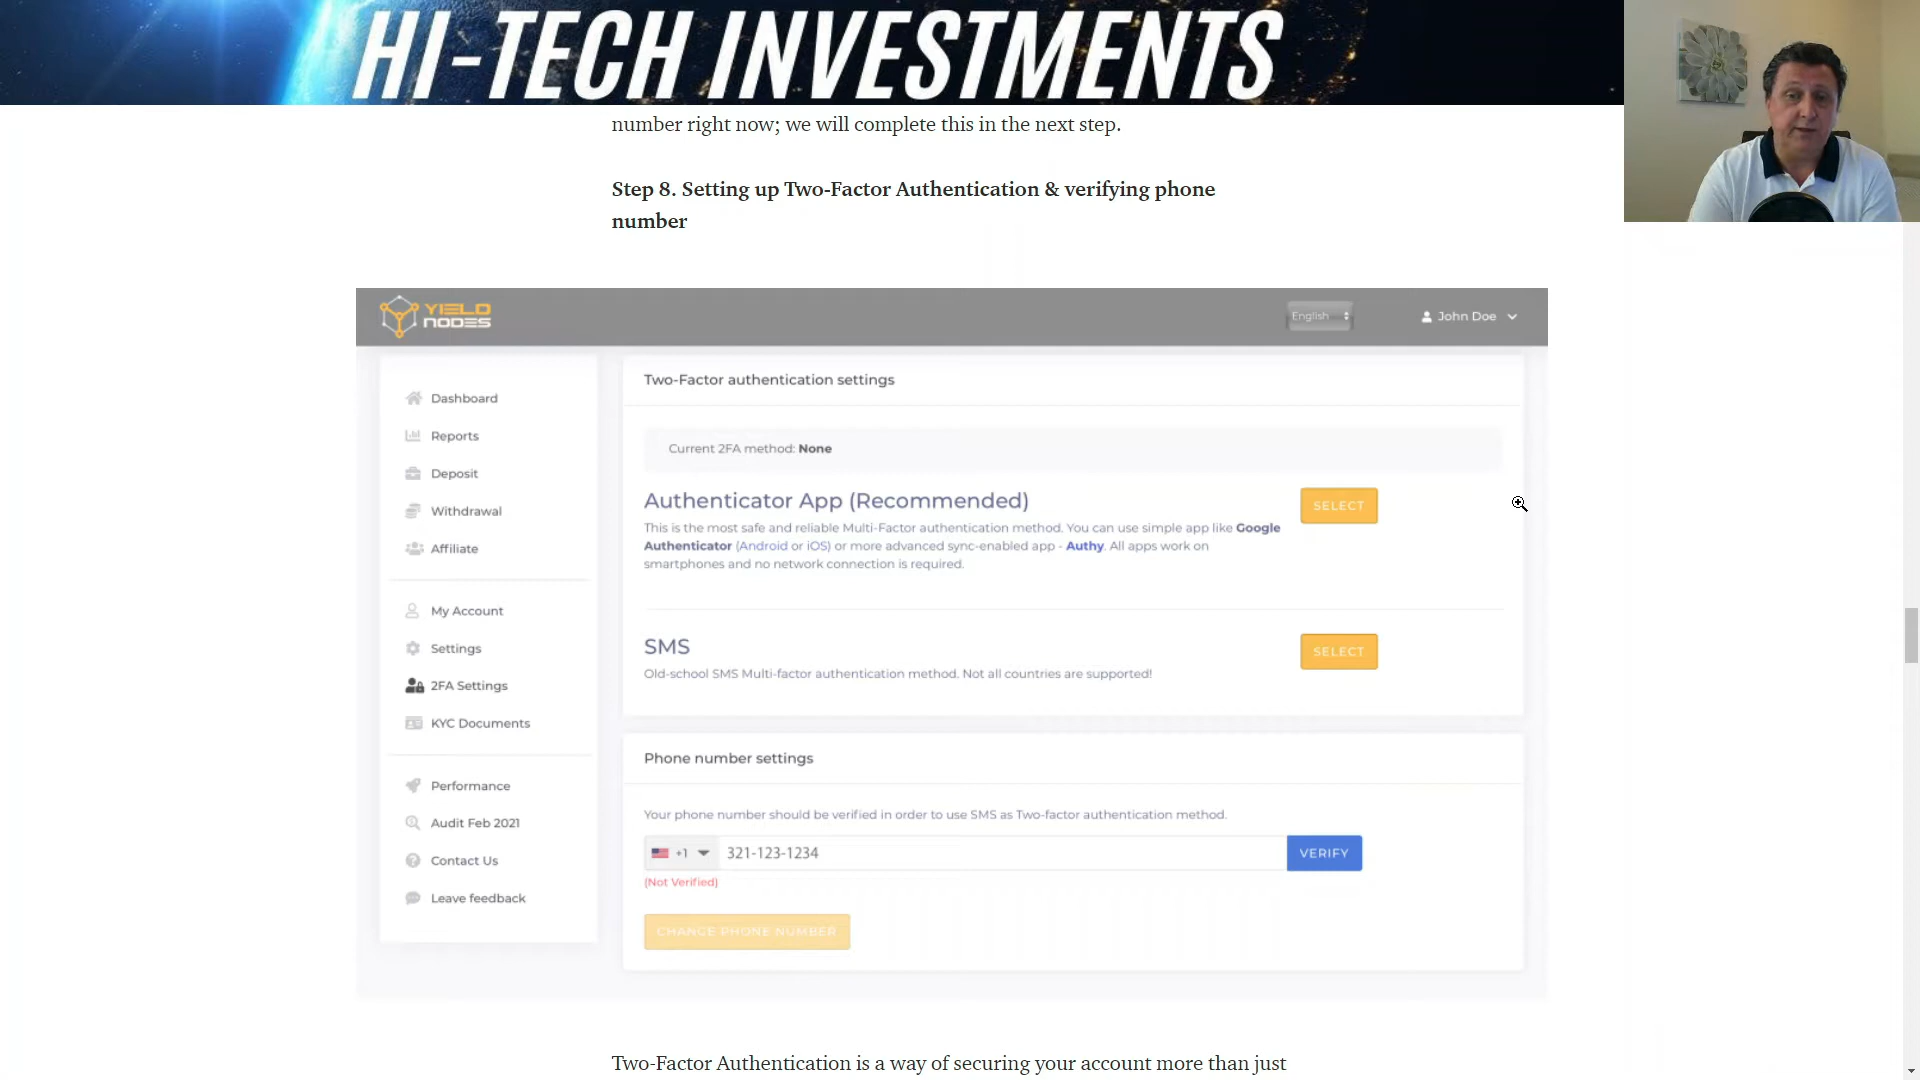 HI-TECH INVESTMENTS
number right now; we will complete this in the next step.
Step 8. Setting up Two-Factor Authentication & verifying phone
number
YIELD
NODES
English
John Doe
Dashboard
Reports
Deposit
Withdrawal
Affiliate
My Account
Settings
2FA Settings
KYC Documents
Performance
Audit Feb 2021
Contact Us
Leave feedback
Two-Factor authentication settings
Current 2FA method: None
Authenticator App (Recommended)
SELECT
This is the most safe and reliable Multi-Factor authentication method. You can use simple app like Google
Authenticator (Android or iOS) or more advanced sync-enabled app - Authy. All apps work on
smartphones and no network connection is required.
SMS
SELECT
Old-school SMS Multi-factor authentication method. Not all countries are supported!
Phone number settings
Your phone number should be verified in order to use SMS as Two-factor authentication method.
+1 321-123-1234
VERIFY
(Not Verified)
CHANGE PHONE NUMBER
Two-Factor Authentication is a way of securing your account more than just